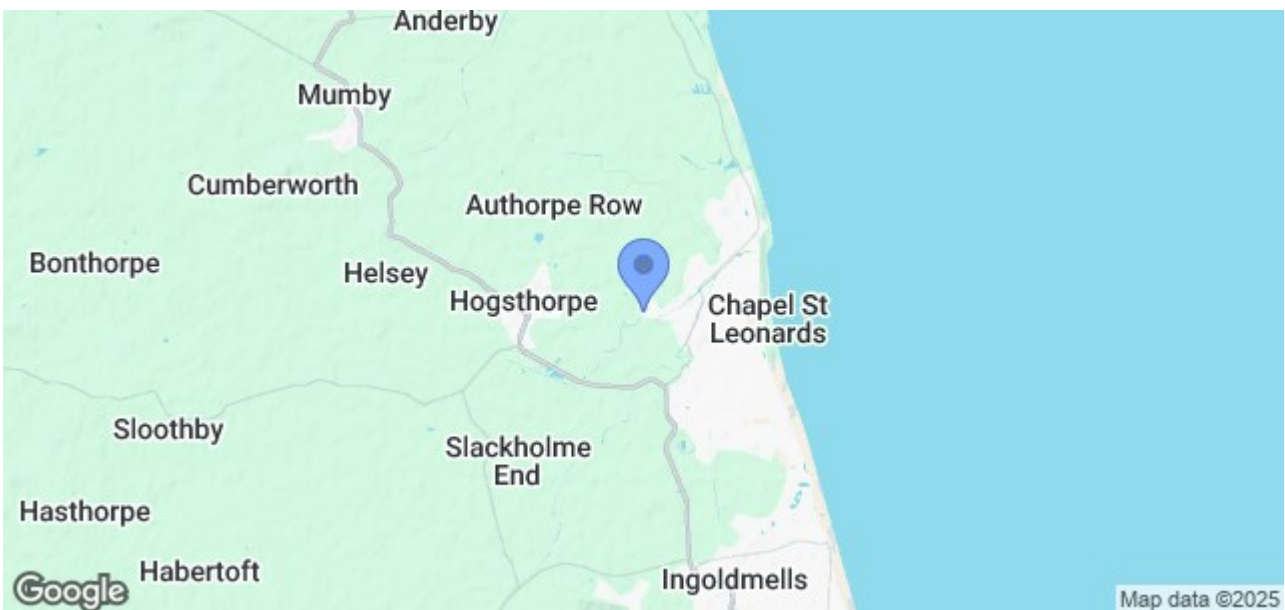 Anderby
Mumby
Cumberworth
Authorpe Row
Bonthorpe
Helsey
Hogsthorpe
Chapel St
Leonards
Sloothby
Slackholme
End
Hasthorpe
Habertoft
Ingoldmells
Google
Map data ©2025